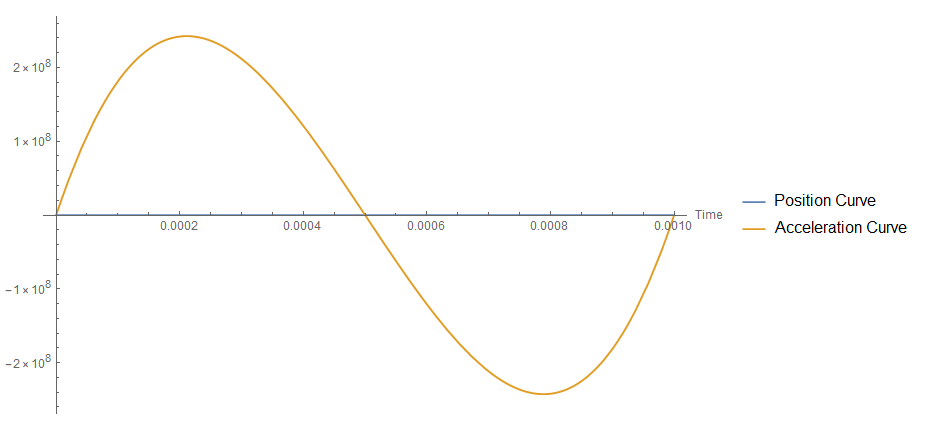 2×10⁸
1×10⁸
0.0002 0.0004 0.0006 0.0008 0.0010 Time
−1×10⁸
−2×10⁸
Position Curve
Acceleration Curve